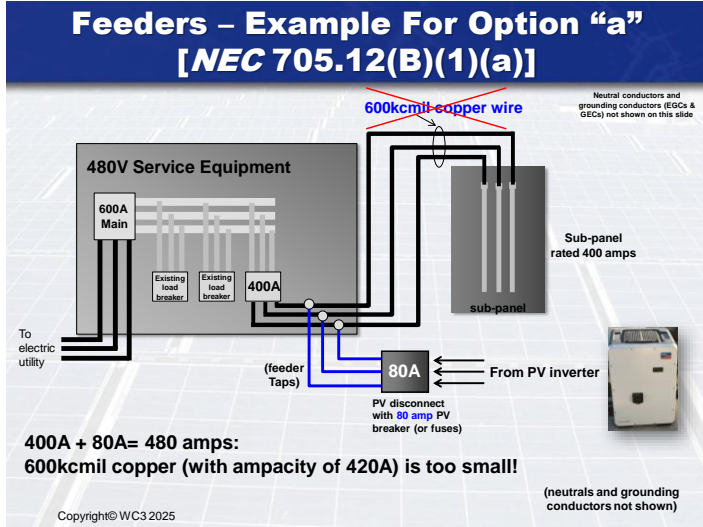 Feeders – Example For Option “a”
[NEC 705.12(B)(1)(a)]
Neutral conductors and
grounding conductors (EGCs &
GECs) not shown on this slide
600kcmil copper wire
480V Service Equipment
600A
Main
Existing
load
breaker
Existing
load
breaker
400A
Sub-panel
rated 400 amps
sub-panel
To
electric
utility
(feeder
Taps)
80A
From PV inverter
PV disconnect
with 80 amp PV
breaker (or fuses)
400A + 80A= 480 amps:
600kcmil copper (with ampacity of 420A) is too small!
(neutrals and grounding
conductors not shown)
Copyright© WC3 2025